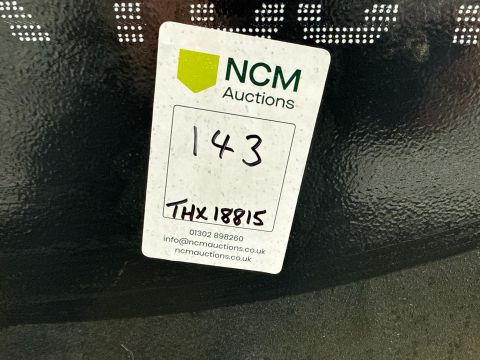 NCM
Auctions
143
THX18815
01302 898260
info@ncmauctions.co.uk
ncmauctions.co.uk